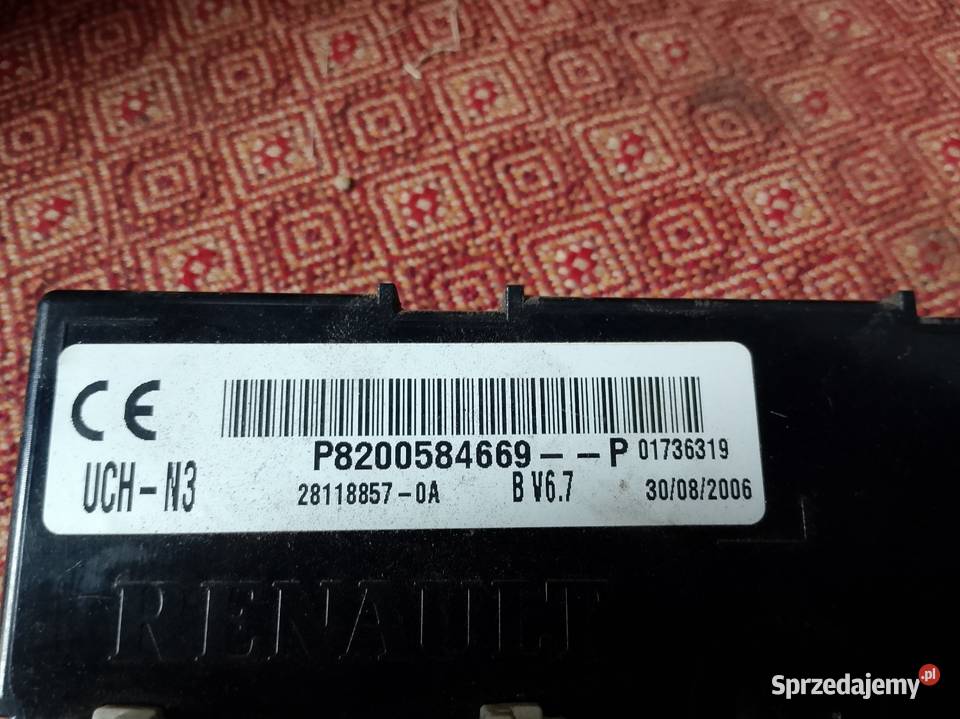 CE
P8200584669--P 01736319
UCH-N3 28118857-0A B V6.7 30/08/2006
RENAULT
Sprzedajemy.pl